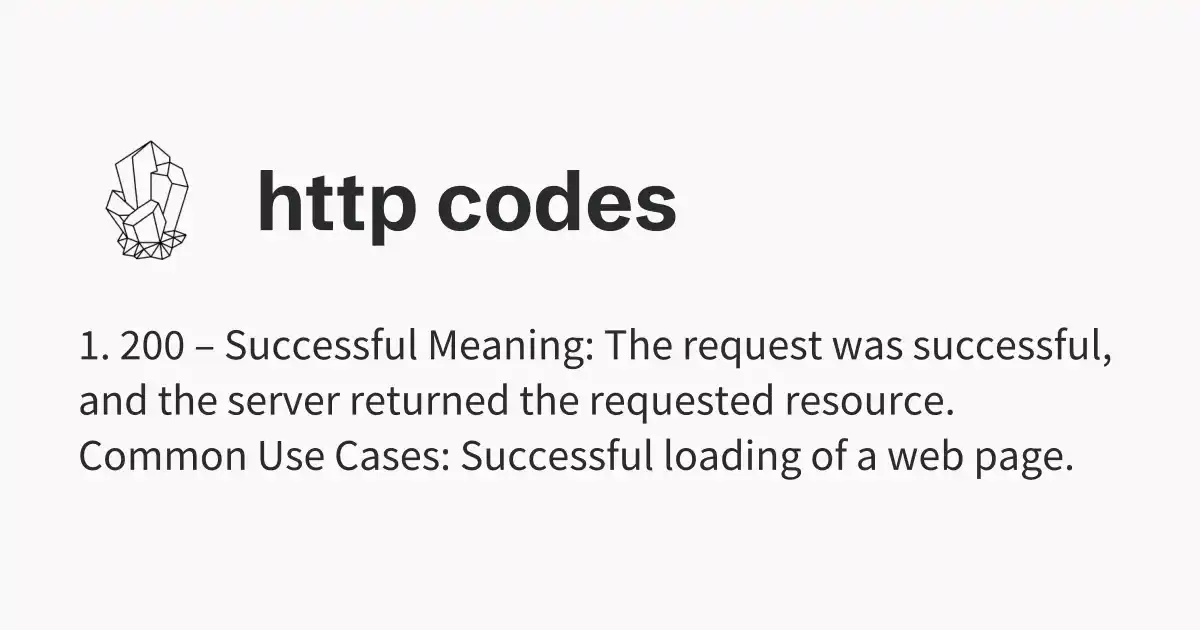 http codes
1. 200 – Successful Meaning: The request was successful,
and the server returned the requested resource.
Common Use Cases: Successful loading of a web page.